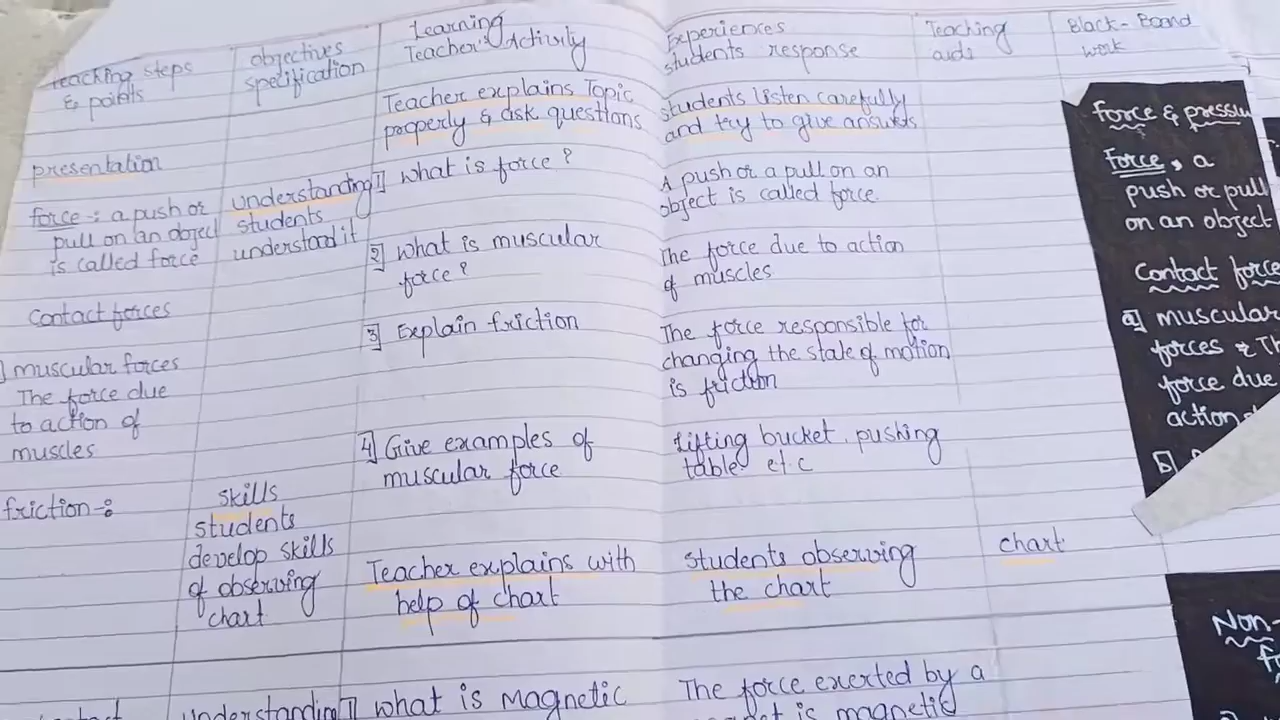 Teaching steps
& points
objectives
specification
Learning
Teacher's Activity
Experiences
students response
Teaching
aids
Black-Board
work
Teacher explains Topic
properly & ask questions
students listen carefully
and try to give answers
presentation
force : a push or
pull on an object
is called force
understanding
students
understood it
1] what is force ?
A push or a pull on an
object is called force
2] what is muscular
force ?
The force due to action
of muscles
Contact forces
3] Explain friction
The force responsible for
changing the state of motion
is friction
muscular forces
The force due
to action of
muscles
4] Give examples of
muscular force
Lifting bucket, pushing
table etc
friction -:
skills
students
develop skills
of observing
chart
Teacher explains with
help of chart
students observing
the chart
chart
understanding
1] what is magnetic
The force exerted by a
is magnetic
Force &
Force, a
push or pull
on an object
Contact force
a] muscular
forces
force due
action
b]
Non-